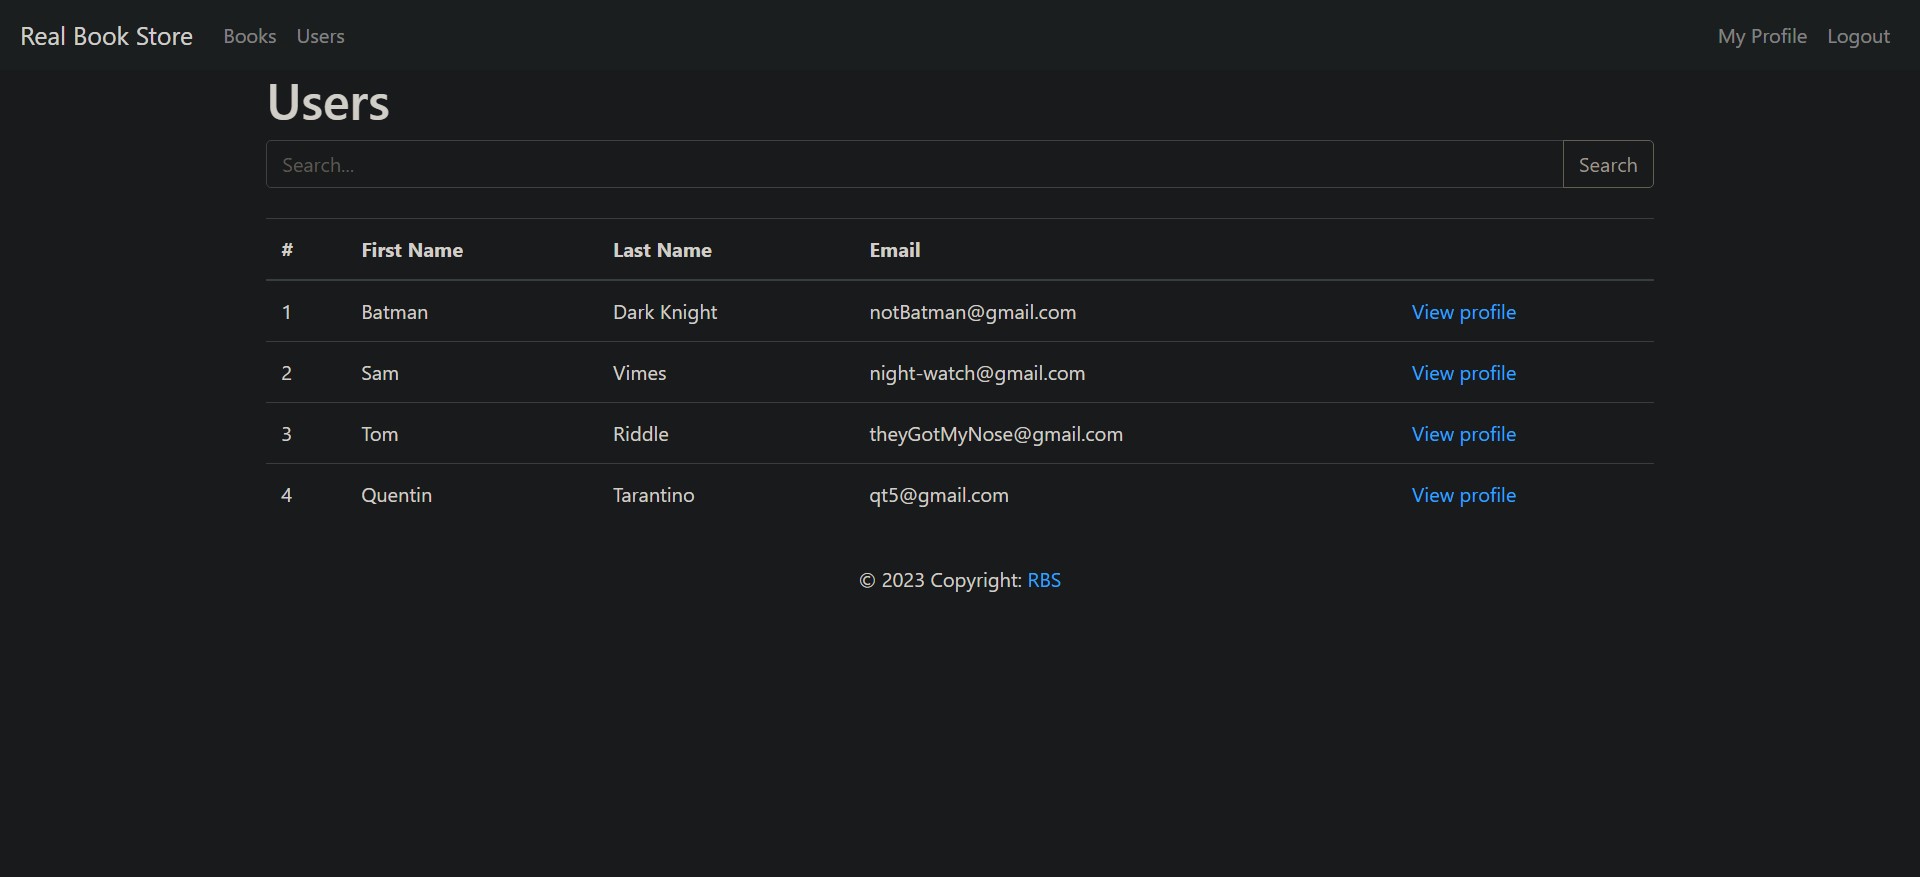 Real Book Store Books Users My Profile Logout
Users
Search... Search
# First Name Last Name Email
1 Batman Dark Knight notBatman@gmail.com View profile
2 Sam Vimes night-watch@gmail.com View profile
3 Tom Riddle theyGotMyNose@gmail.com View profile
4 Quentin Tarantino qt5@gmail.com View profile
© 2023 Copyright: RBS